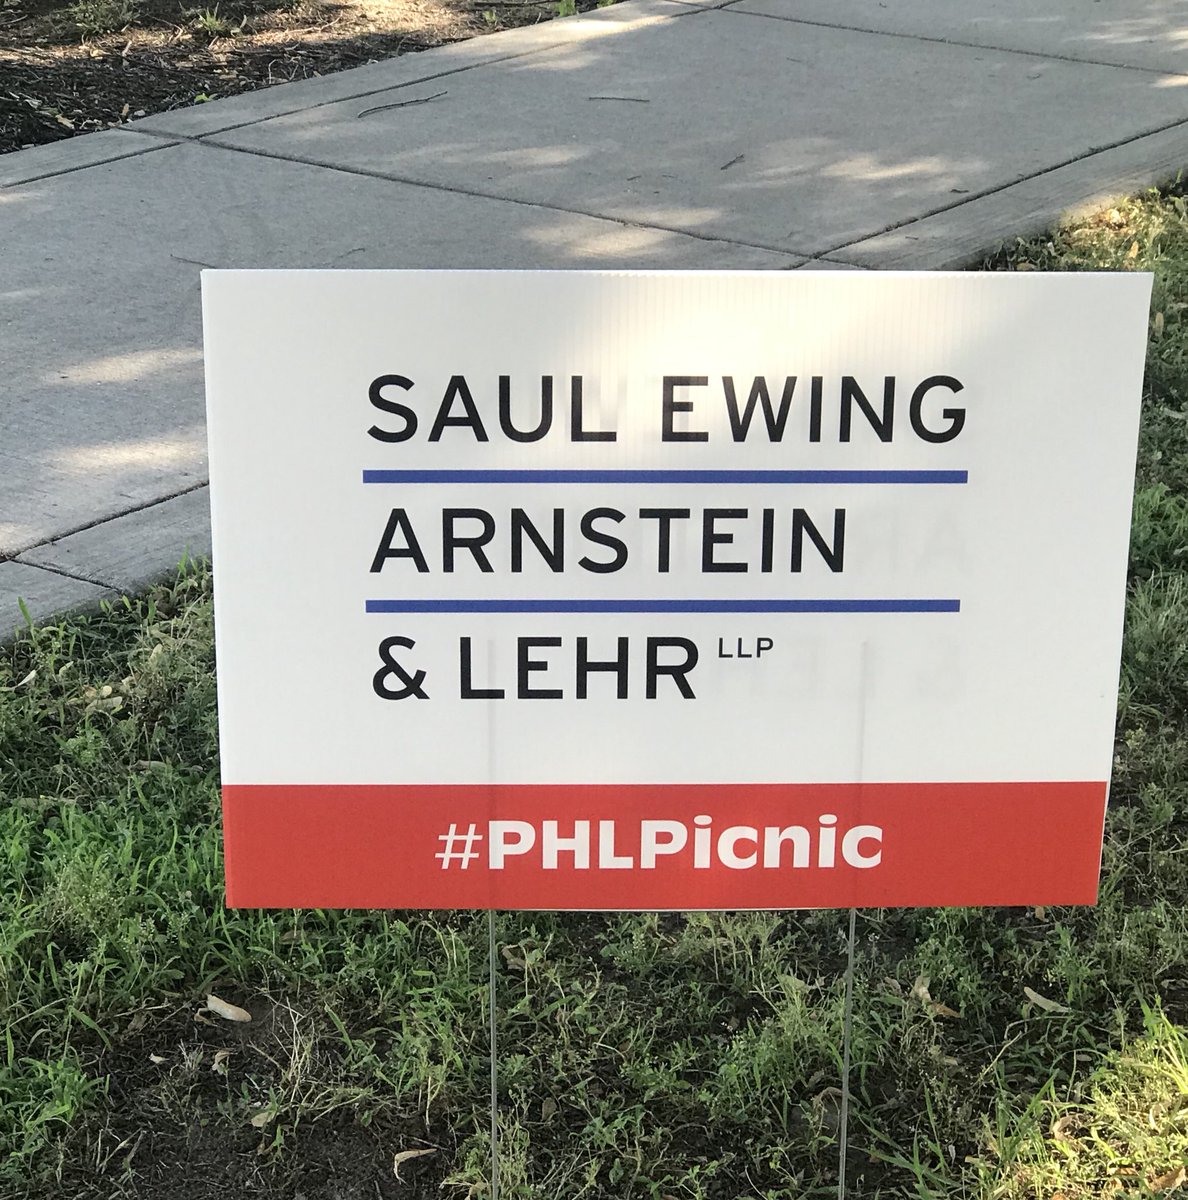 SAUL EWING
ARNSTEIN
& LEHR LLP
#PHLPicnic